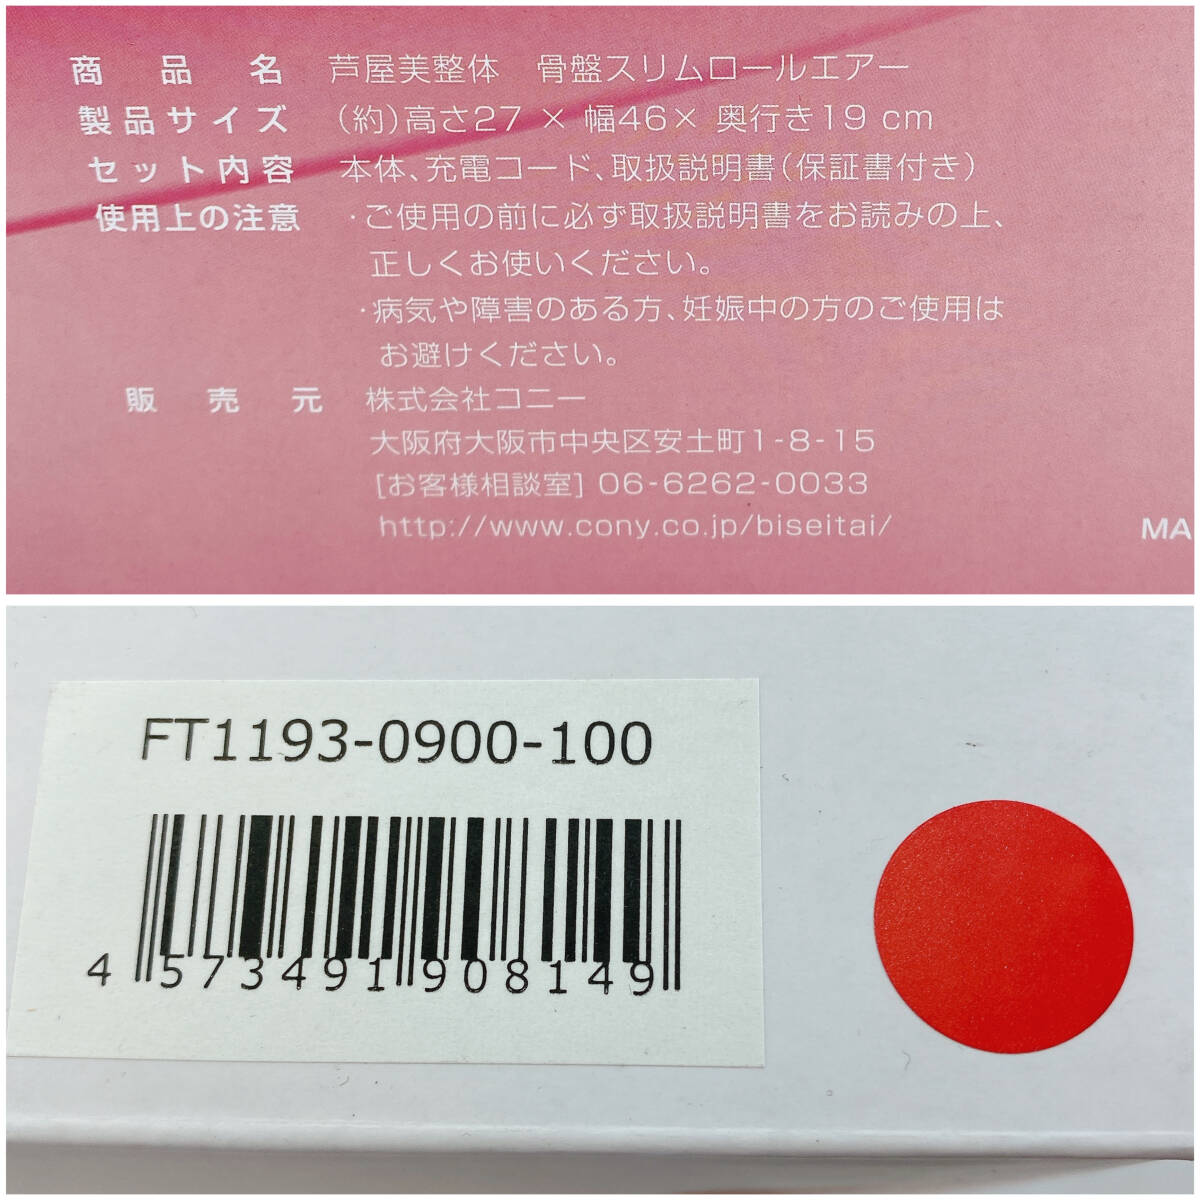 商品名 芦屋美整体 骨盤スリムロールエアー
製品サイズ (約)高さ27 × 幅46× 奥行き19 cm
セット内容 本体、充電コード、取扱説明書(保証書付き)
使用上の注意 ・ご使用の前に必ず取扱説明書をお読みの上、
正しくお使いください。
・病気や障害のある方、妊娠中の方のご使用は
お避けください。
販売元 株式会社コニー
大阪府大阪市中央区安土町1-8-15
[お客様相談室] 06-6262-0033
http://www.cony.co.jp/biseitai/
MA
FT1193-0900-100
4 573491 908149